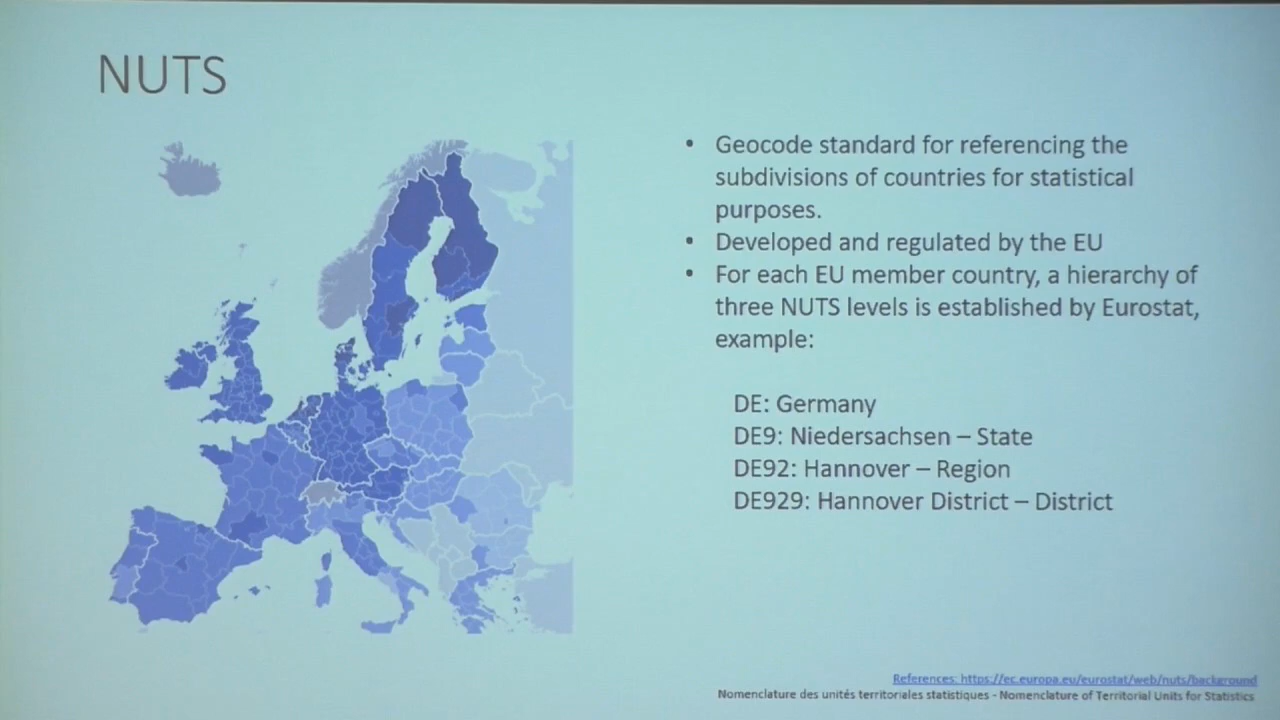 NUTS
• Geocode standard for referencing the
subdivisions of countries for statistical
purposes.
• Developed and regulated by the EU
• For each EU member country, a hierarchy of
three NUTS levels is established by Eurostat,
example:
DE: Germany
DE9: Niedersachsen – State
DE92: Hannover – Region
DE929: Hannover District – District
References: https://ec.europa.eu/eurostat/web/nuts/background
Nomenclature des unités territoriales statistiques - Nomenclature of Territorial Units for Statistics